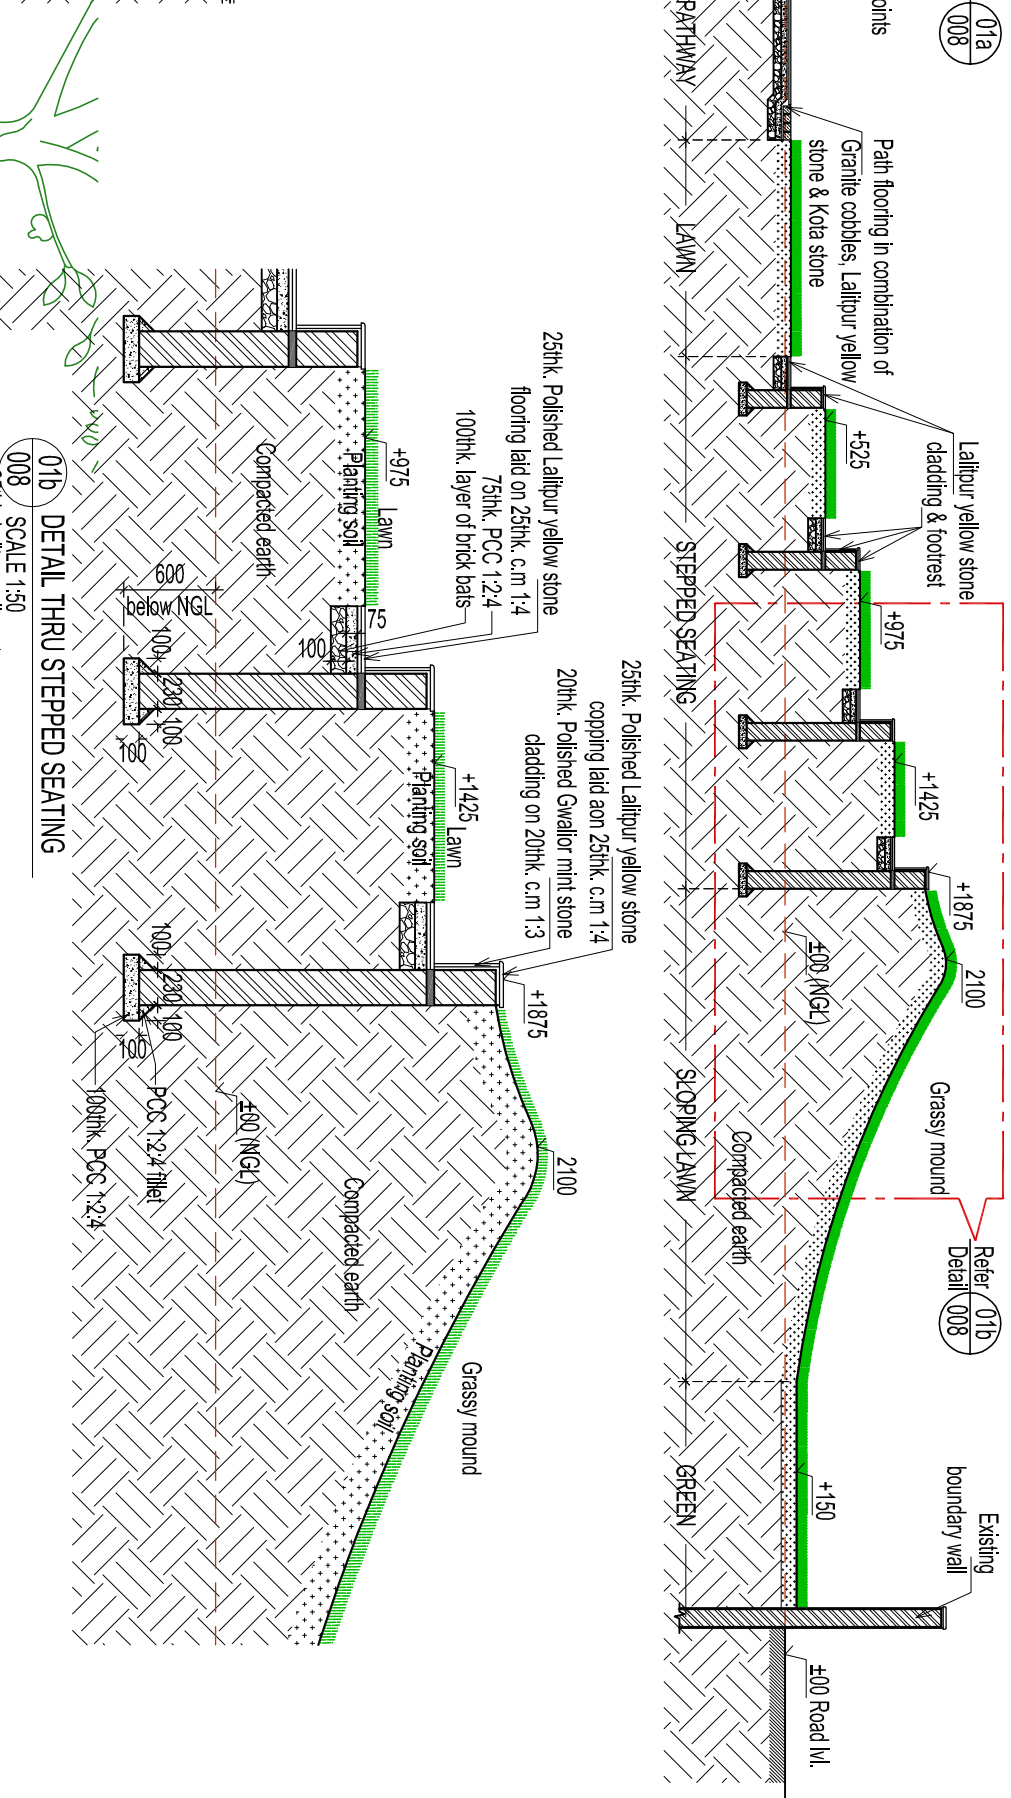 01a
008
oints
Path flooring in combination of
Granite cobbles, Lalitpur yellow
stone & Kota stone
Lalitpur yellow stone
cladding & footrest
+525
+975
+1425
+1875
2100
±00 (NGL)
Grassy mound
Compacted earth
Refer
Detail
01b
008
Existing
boundary wall
+150
±00 Road lvl.
PATHWAY
LAWN
STEPPED SEATING
SLOPING LAWN
GREEN
25thk. Polished Lalitpur yellow stone
flooring laid on 25thk. c.m 1:4
75thk. PCC 1:2:4
100thk. layer of brick bats
25thk. Polished Lalitpur yellow stone
copping laid aon 25thk. c.m 1:4
20thk. Polished Gwalior mint stone
cladding on 20thk. c.m 1:3
+975
Lawn
Planting soil
Compacted earth
75
100
+1425
Lawn
Planting soil
+1875
2100
Grassy mound
Planting soil
Compacted earth
±00 (NGL)
600
below NGL
100
230
100
100
100
230
100
100
PCC 1:2:4 fillet
100thk. PCC 1:2:4
01b
008
DETAIL THRU STEPPED SEATING
SCALE 1:50